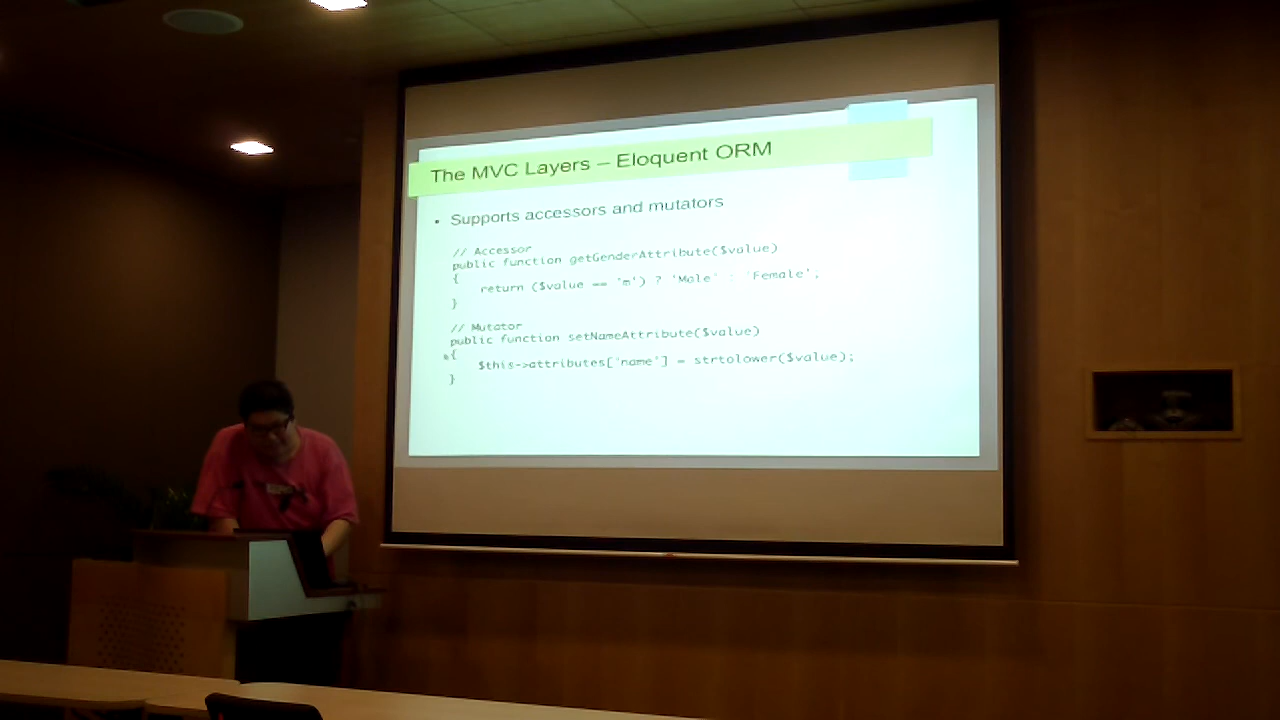 The MVC Layers – Eloquent ORM
• Supports accessors and mutators
// Accessor
public function getGenderAttribute($value)
{
return ($value == 'm') ? 'Male' : 'Female';
}
// Mutator
public function setNameAttribute($value)
{
$this->attributes['name'] = strtolower($value);
}